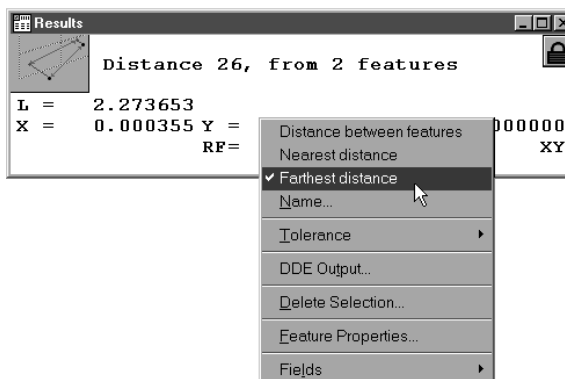 Results
Distance 26, from 2 features
L = 2.273653
X = 0.000355 Y = 000000
RF= XY
Distance between features
Nearest distance
Farthest distance
Name...
Tolerance
DDE Output...
Delete Selection...
Feature Properties...
Fields